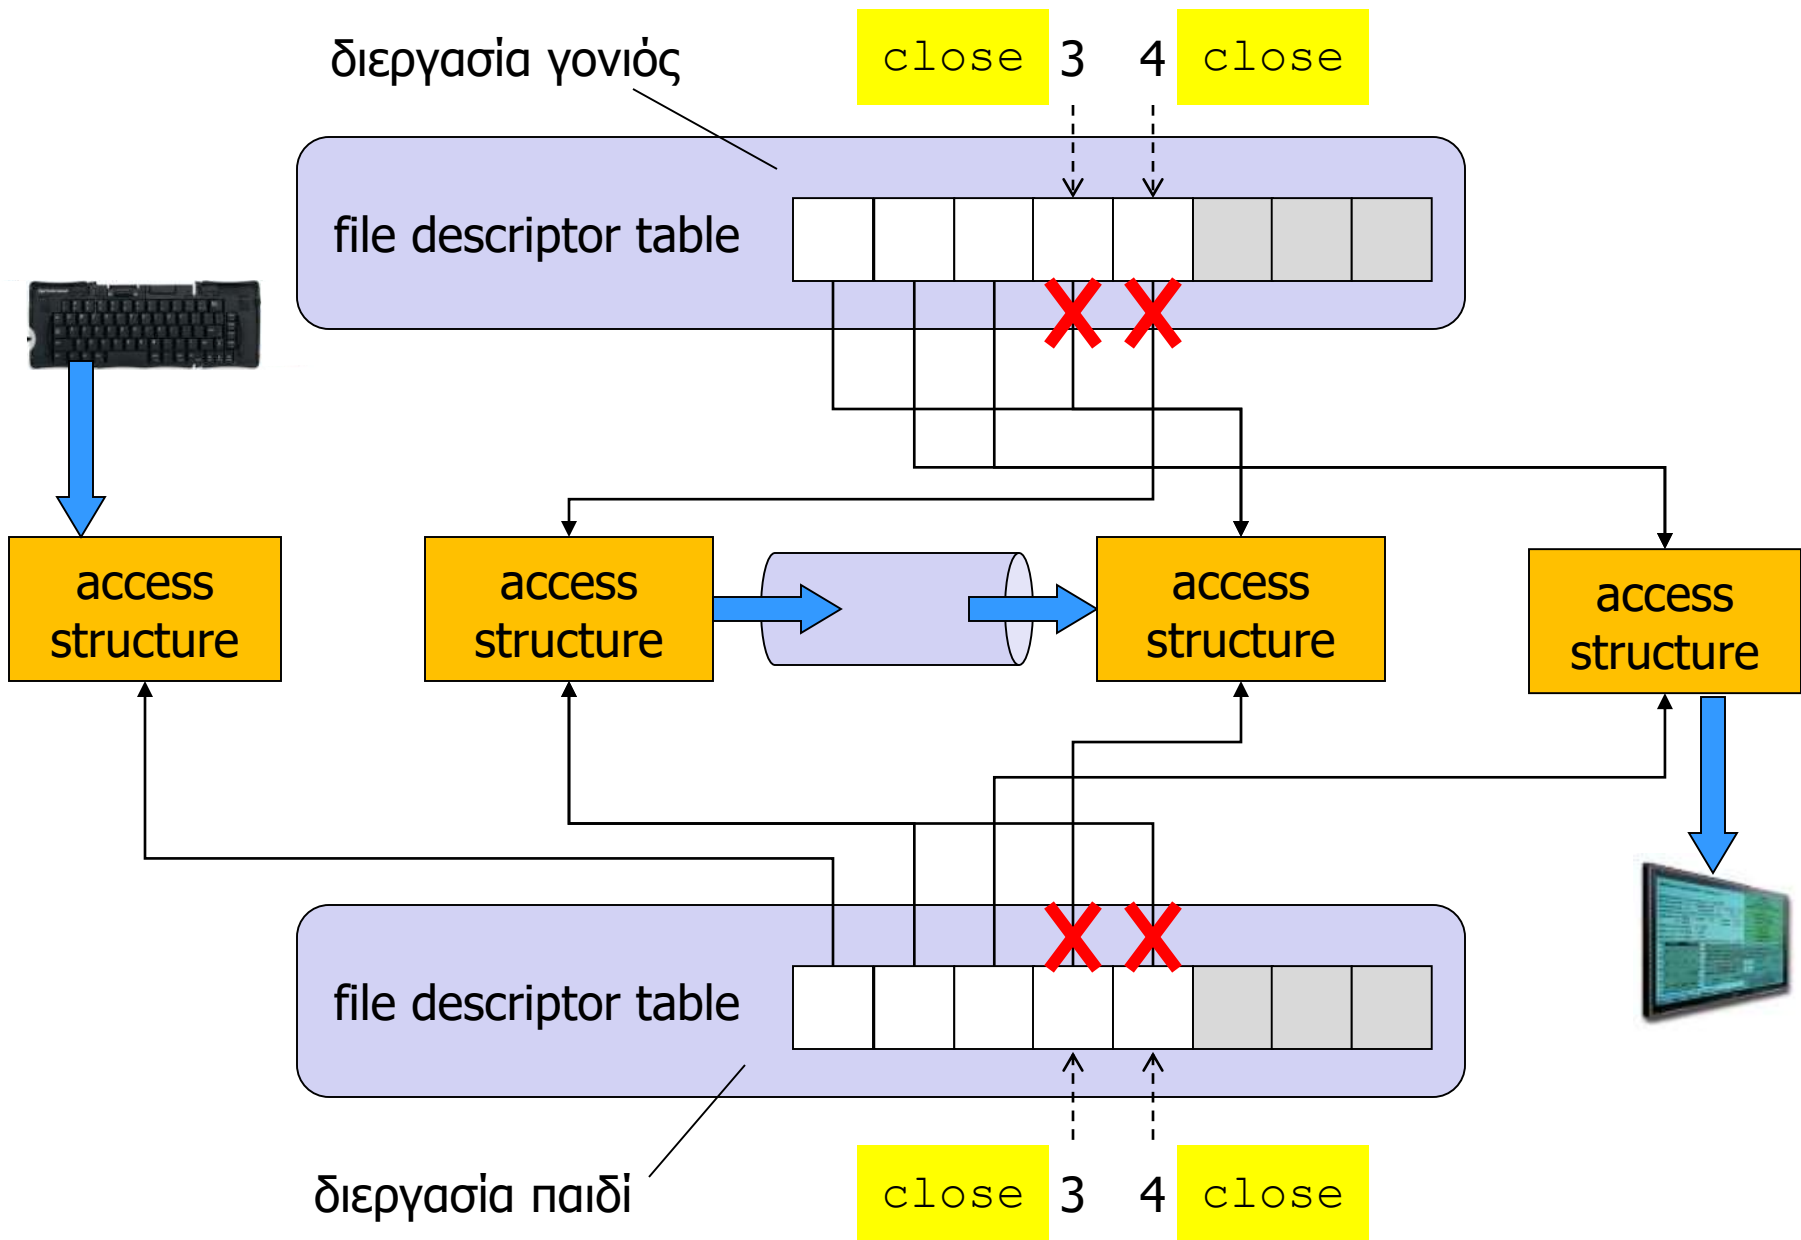 διεργασία γονιός
close 3 4 close
file descriptor table
access
structure
access
structure
access
structure
access
structure
file descriptor table
διεργασία παιδί
close 3 4 close